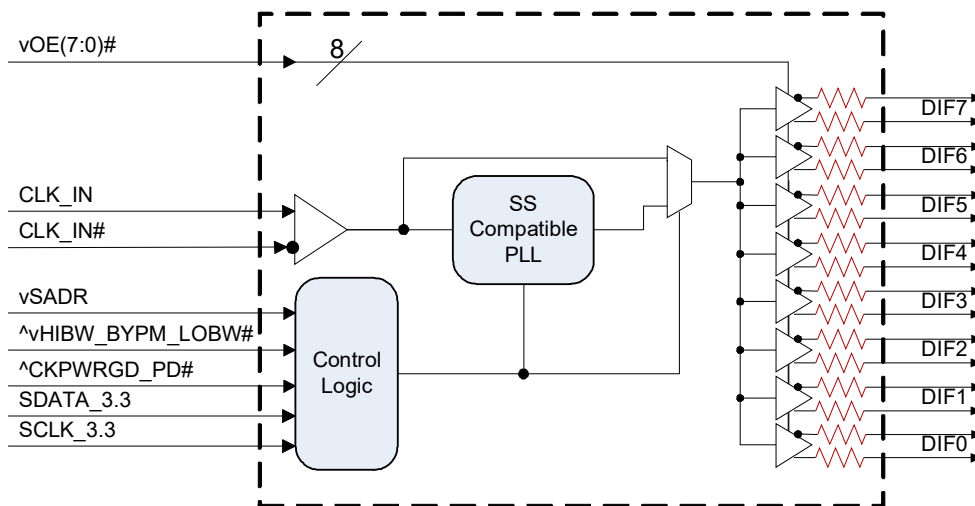 vOE(7:0)#
8
DIF7
DIF6
CLK_IN
SS
Compatible
PLL
DIF5
CLK_IN#
DIF4
vSADR
DIF3
^vHIBW_BYPM_LOBW#
Control
Logic
DIF2
^CKPWRGD_PD#
SDATA_3.3
DIF1
SCLK_3.3
DIF0